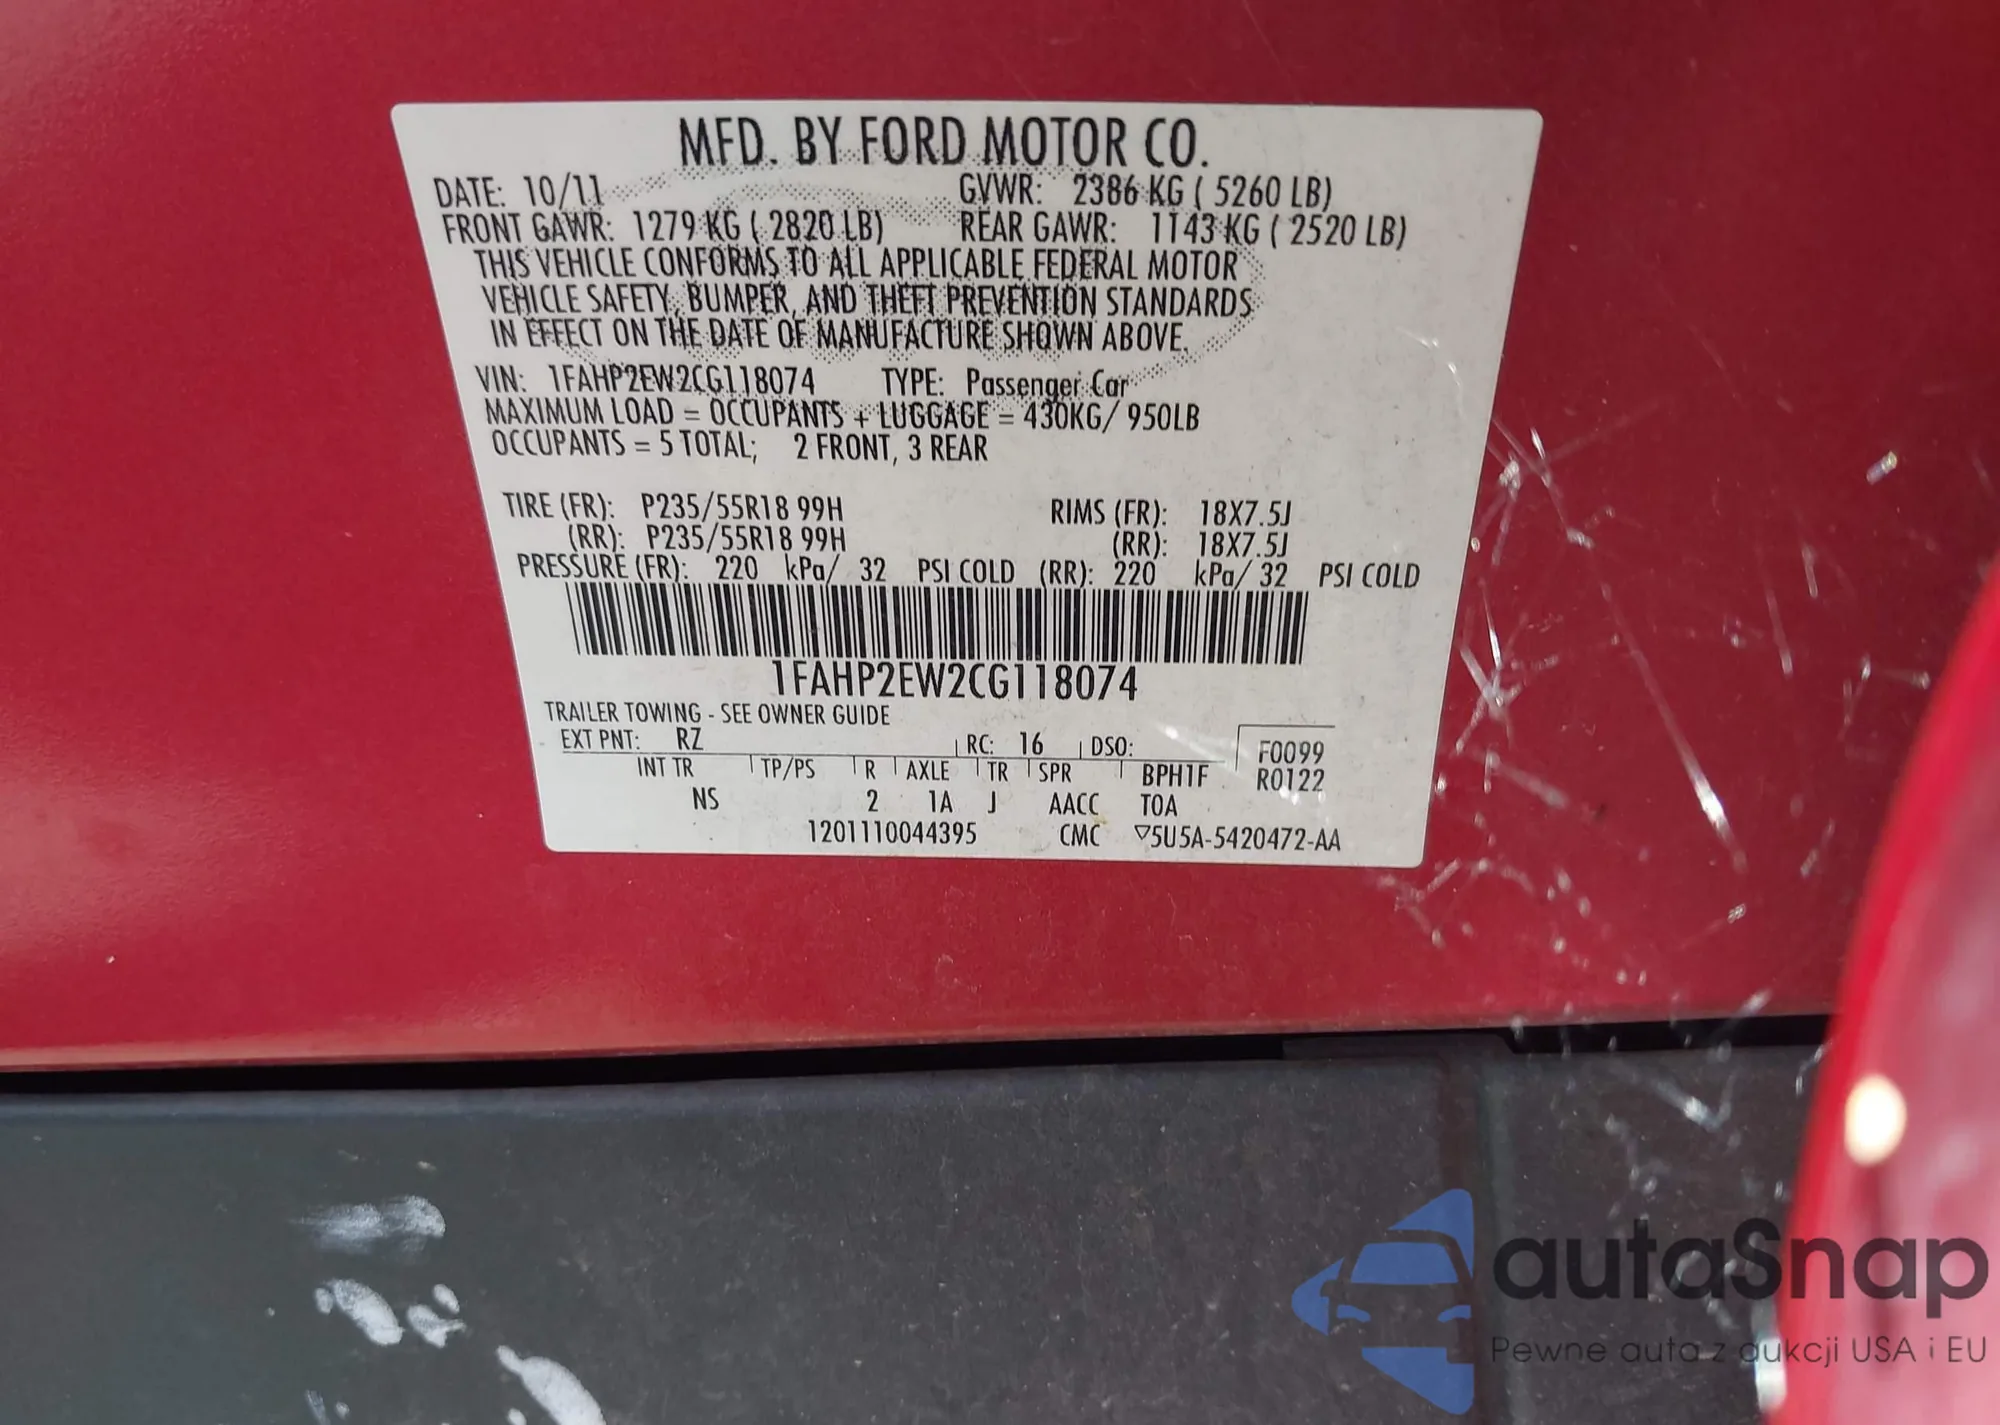 MFD. BY FORD MOTOR CO.
DATE: 10/11 GVWR: 2386 KG ( 5260 LB)
FRONT GAWR: 1279 KG ( 2820 LB) REAR GAWR: 1143 KG ( 2520 LB)
THIS VEHICLE CONFORMS TO ALL APPLICABLE FEDERAL MOTOR
VEHICLE SAFETY, BUMPER, AND THEFT PREVENTION STANDARDS
IN EFFECT ON THE DATE OF MANUFACTURE SHOWN ABOVE.
VIN: 1FAHP2EW2CG118074 TYPE: Passenger Car
MAXIMUM LOAD = OCCUPANTS + LUGGAGE = 430KG/ 950LB
OCCUPANTS = 5 TOTAL; 2 FRONT, 3 REAR
TIRE (FR): P235/55R18 99H RIMS (FR): 18X7.5J
(RR): P235/55R18 99H (RR): 18X7.5J
PRESSURE (FR): 220 kPa/ 32 PSI COLD (RR): 220 kPa/ 32 PSI COLD
1FAHP2EW2CG118074
TRAILER TOWING - SEE OWNER GUIDE
EXT PNT: RZ RC: 16 DSO: F0099
INT TR TP/PS R AXLE TR SPR BPH1F R0122
NS 2 1A J AACC TOA
1201110044395 CMC ▽5U5A-5420472-AA
autaSnap
Pewne auta z aukcji USA i EU